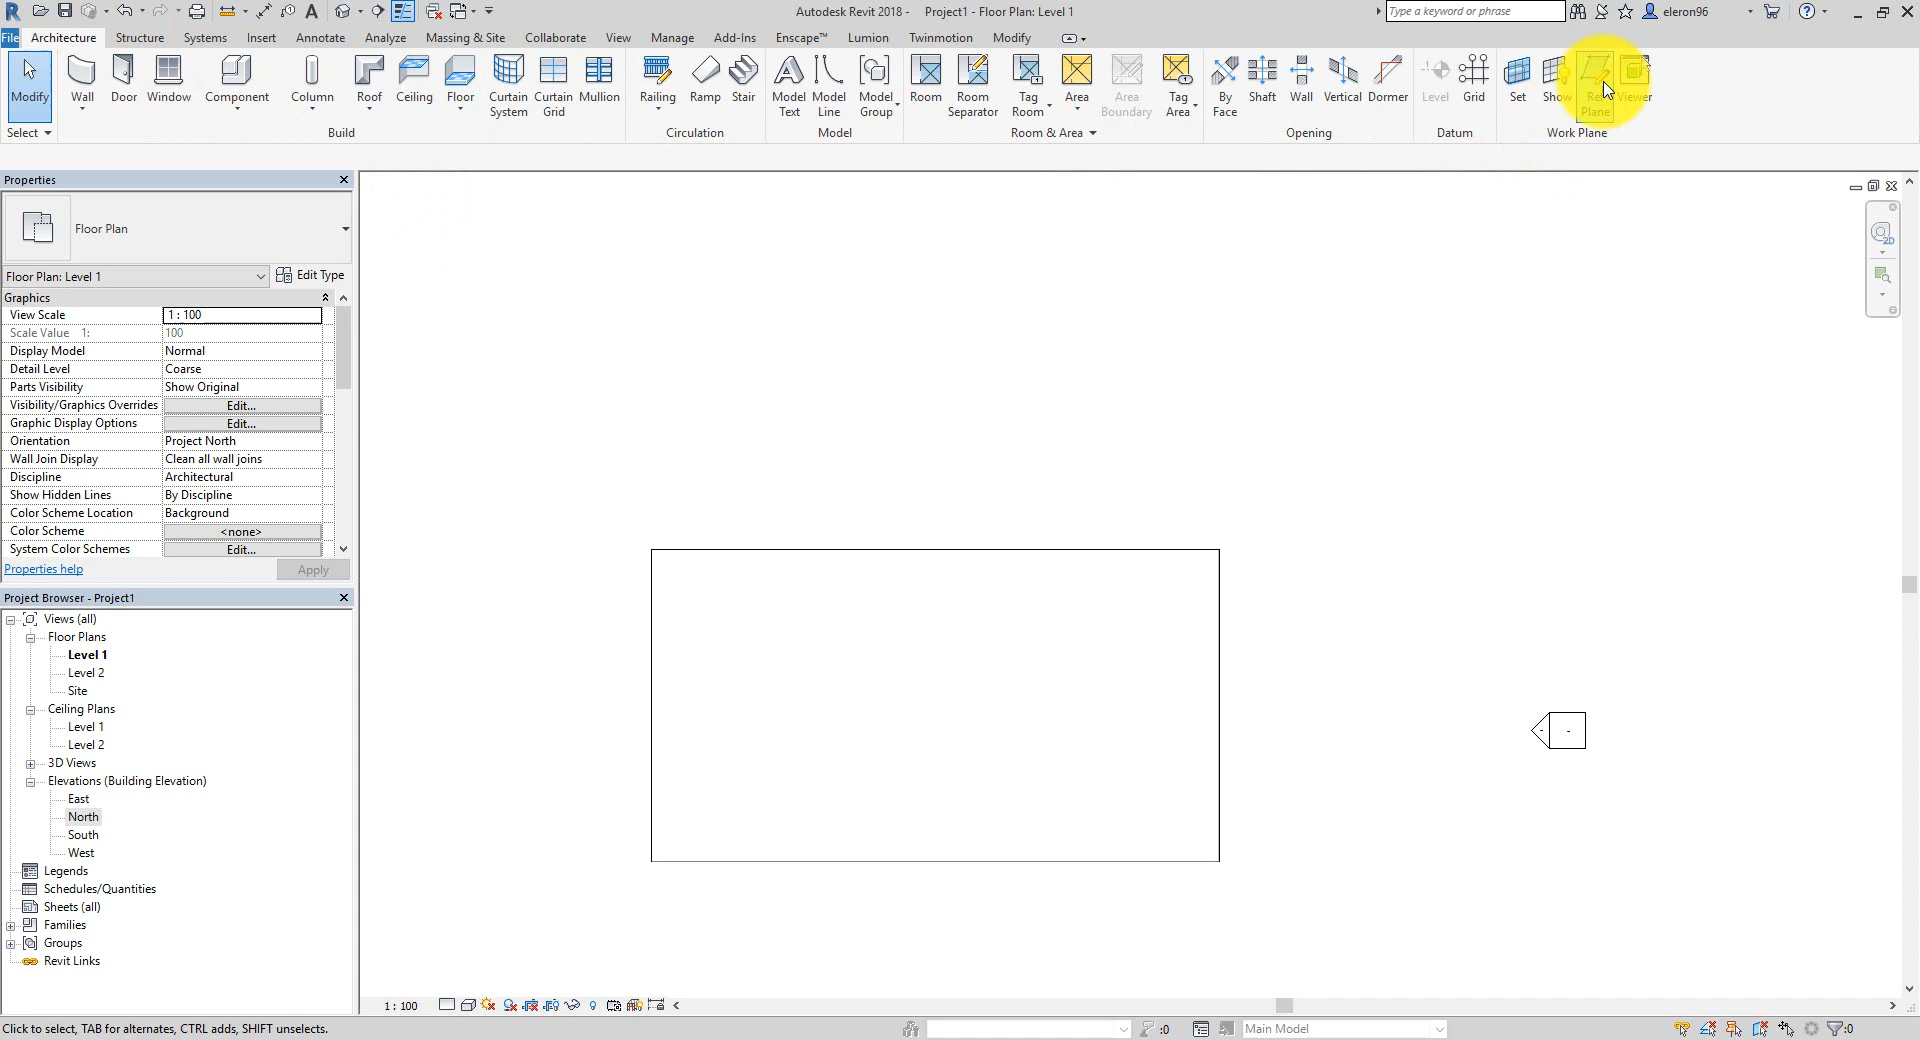 Autodesk Revit 2018 - Project1 - Floor Plan: Level 1
Type a keyword or phrase
eleron96
File Architecture Structure Systems Insert Annotate Analyze Massing & Site Collaborate View Manage Add-Ins Enscape™ Lumion Twinmotion Modify
Modify Wall Door Window Component Column Roof Ceiling Floor Curtain System Curtain Grid Mullion Railing Ramp Stair Model Text Model Line Model Group Room Room Separator Tag Room Area Area Boundary Tag Area By Face Shaft Wall Vertical Dormer Level Grid Set Show Ref Plane Viewer
Select Build Circulation Model Room & Area Opening Datum Work Plane
Properties
Floor Plan
Floor Plan: Level 1 Edit Type
Graphics
View Scale 1 : 100
Scale Value 1: 100
Display Model Normal
Detail Level Coarse
Parts Visibility Show Original
Visibility/Graphics Overrides Edit...
Graphic Display Options Edit...
Orientation Project North
Wall Join Display Clean all wall joins
Discipline Architectural
Show Hidden Lines By Discipline
Color Scheme Location Background
Color Scheme <none>
System Color Schemes Edit...
Properties help Apply
Project Browser - Project1
Views (all)
Floor Plans
Level 1
Level 2
Site
Ceiling Plans
Level 1
Level 2
3D Views
Elevations (Building Elevation)
East
North
South
West
Legends
Schedules/Quantities
Sheets (all)
Families
Groups
Revit Links
2D
1 : 100
Click to select, TAB for alternates, CTRL adds, SHIFT unselects.
:0
Main Model
:0